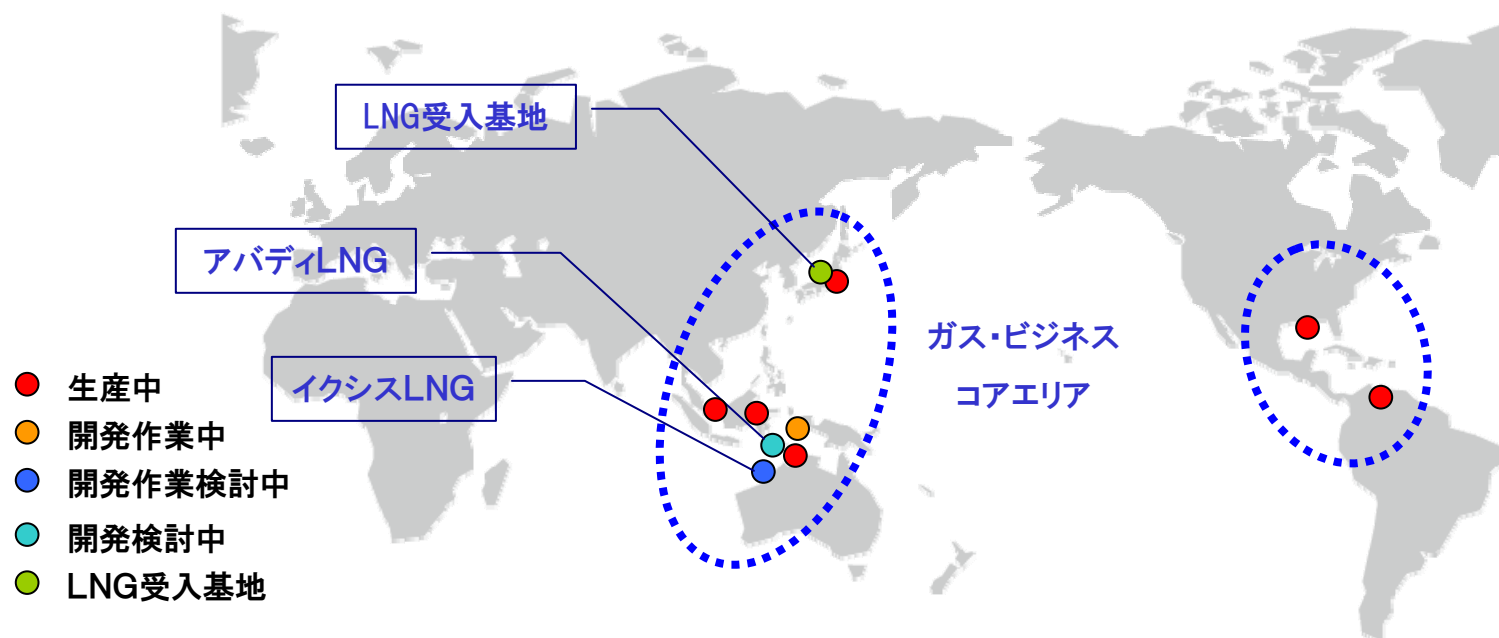 LNG受入基地
アバディLNG
イクシスLNG
ガス・ビジネス
コアエリア
生産中
開発作業中
開発作業検討中
開発検討中
LNG受入基地